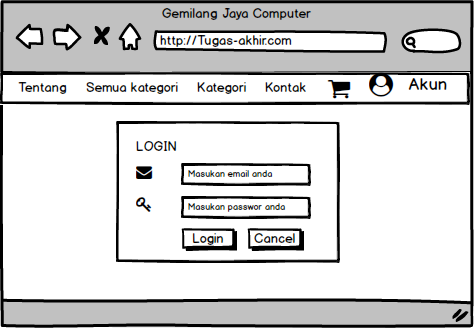 Gemilang Jaya Computer
http://Tugas-akhir.com
Tentang Semua kategori Kategori Kontak Akun
LOGIN
Masukan email anda
Masukan passwor anda
Login Cancel